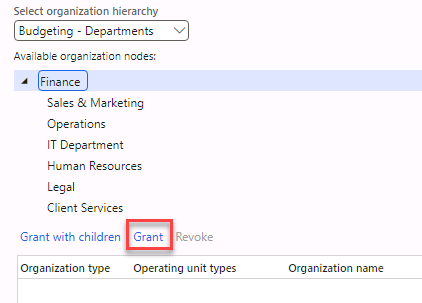 Select organization hierarchy
Budgeting - Departments
Available organization nodes:
Finance
Sales & Marketing
Operations
IT Department
Human Resources
Legal
Client Services
Grant with children Grant Revoke
Organization type Operating unit types Organization name